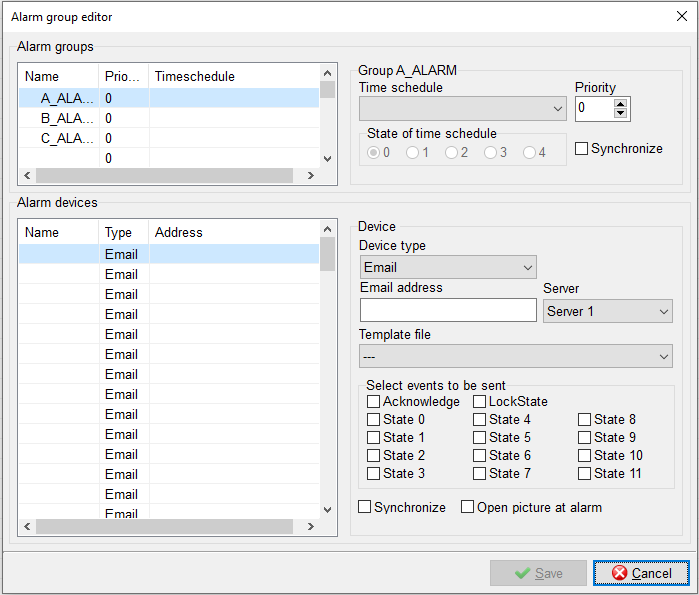 Alarm group editor
Alarm groups
Name Prio... Timeschedule
A_ALA... 0
B_ALA... 0
C_ALA... 0
0
Group A_ALARM
Time schedule Priority
0
State of time schedule
0 1 2 3 4
Synchronize
Alarm devices
Name Type Address
Email
Email
Email
Email
Email
Email
Email
Email
Email
Email
Email
Email
Email
Email
Device
Device type
Email
Email address Server
Server 1
Template file
---
Select events to be sent
Acknowledge LockState
State 0 State 4 State 8
State 1 State 5 State 9
State 2 State 6 State 10
State 3 State 7 State 11
Synchronize Open picture at alarm
Save Cancel